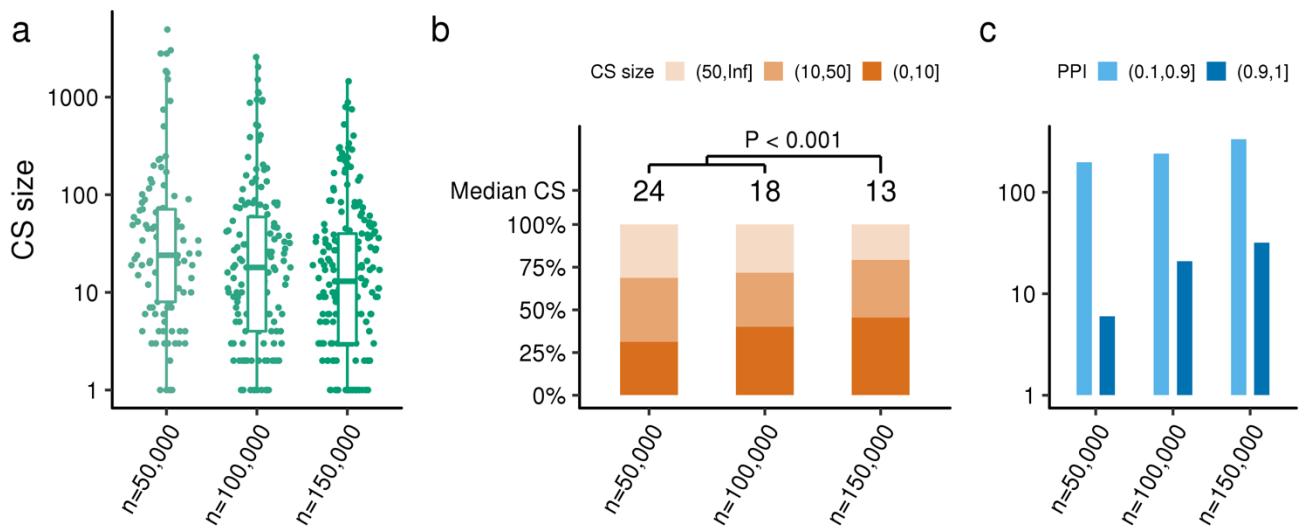 a
CS size
1000
100
10
1
n=50,000
n=100,000
n=150,000
b
CS size (50,Inf] (10,50] (0,10]
P < 0.001
Median CS 24 18 13
100%
75%
50%
25%
0%
n=50,000
n=100,000
n=150,000
c
PPI (0.1,0.9] (0.9,1]
100
10
1
n=50,000
n=100,000
n=150,000